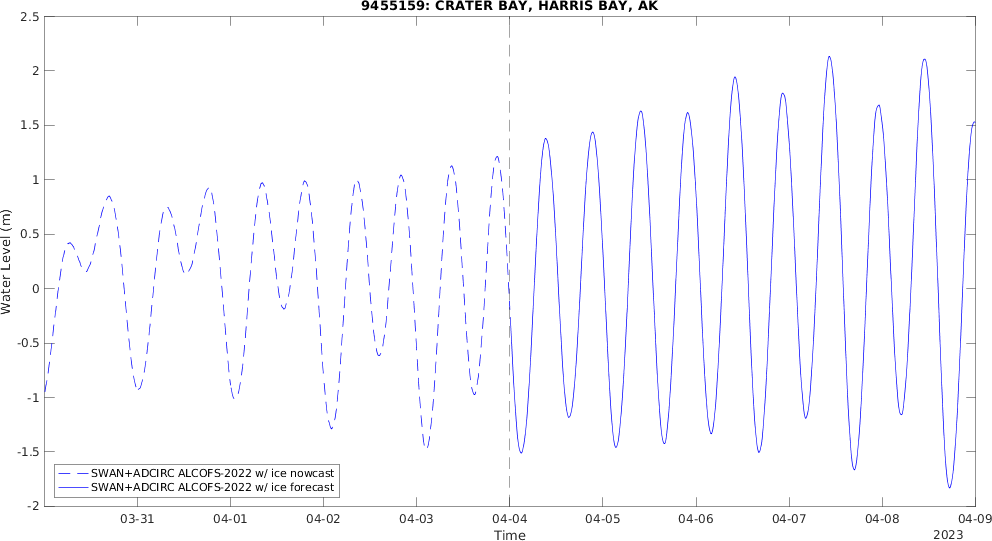 9455159: CRATER BAY, HARRIS BAY, AK
2.5
2
1.5
1
0.5
0
-0.5
-1
-1.5
-2
Water Level (m)
SWAN+ADCIRC ALCOFS-2022 w/ ice nowcast
SWAN+ADCIRC ALCOFS-2022 w/ ice forecast
03-31 04-01 04-02 04-03 04-04 04-05 04-06 04-07 04-08 04-09
Time
2023